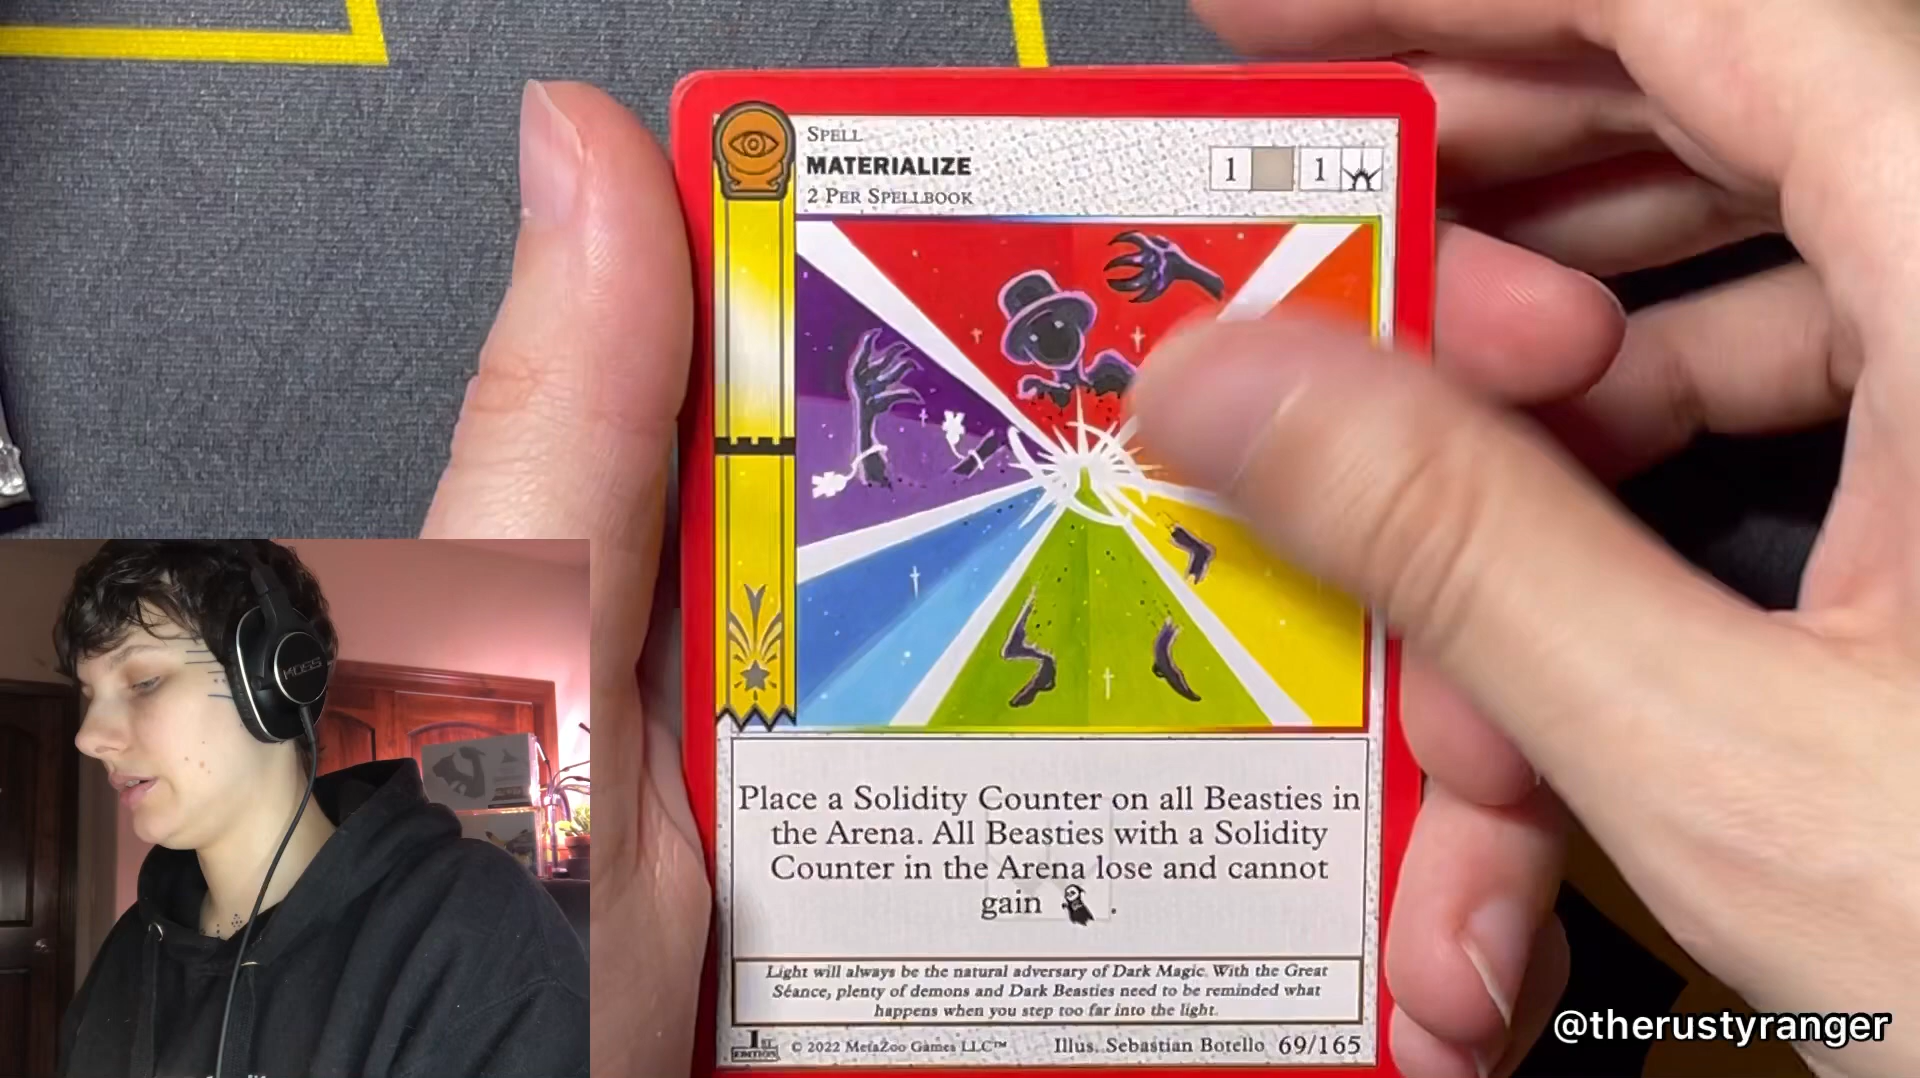 SPELL
MATERIALIZE
2 PER SPELLBOOK
1 1
Place a Solidity Counter on all Beasties in
the Arena. All Beasties with a Solidity
Counter in the Arena lose and cannot
gain .
Light will always be the natural adversary of Dark Magic. With the Great
Séance, plenty of demons and Dark Beasties need to be reminded what
happens when you step too far into the light.
1ST EDITION © 2022 MetaZoo Games LLC™ Illus. Sebastian Botello 69/165
MOSS
@therustyranger